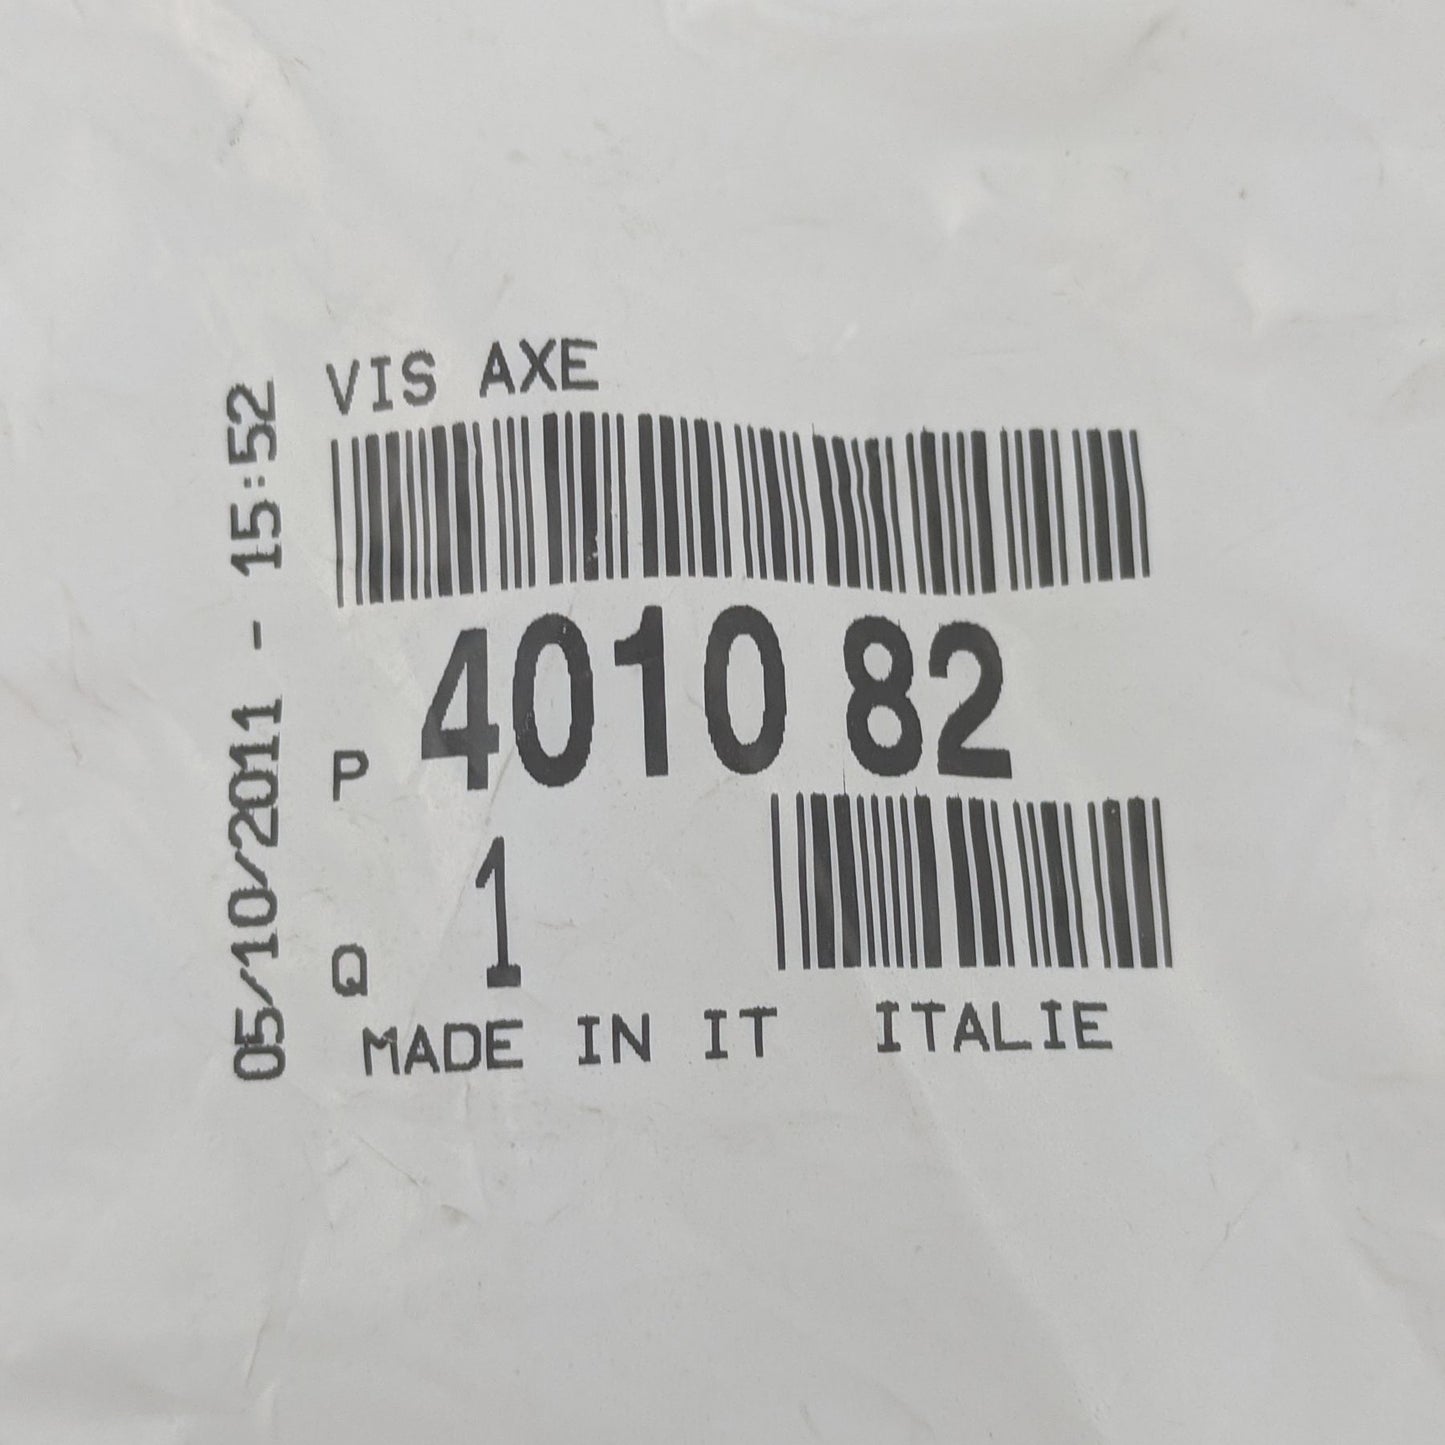 VIS AXE
05/10/2011 - 15:52
P 4010 82
Q 1
MADE IN IT ITALIE